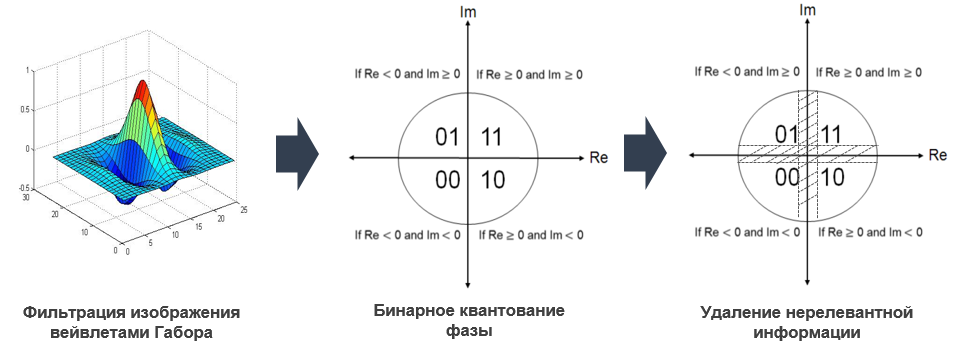 1
0.5
0
-0.5
30
20
10
0
0
5
10
15
20
25
Фильтрация изображения
вейвлетами Габора
Im
If Re < 0 and Im ≥ 0
If Re ≥ 0 and Im ≥ 0
01
11
Re
00
10
If Re < 0 and Im < 0
If Re ≥ 0 and Im < 0
Бинарное квантование
фазы
Im
If Re < 0 and Im ≥ 0
If Re ≥ 0 and Im ≥ 0
01
11
Re
00
10
If Re < 0 and Im < 0
If Re ≥ 0 and Im < 0
Удаление нерелевантной
информации